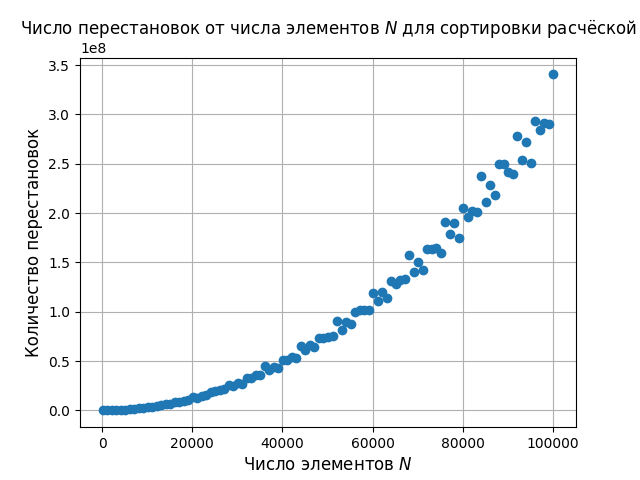 Число перестановок от числа элементов N для сортировки расчёской
1e8
3.5
3.0
2.5
2.0
1.5
1.0
0.5
0.0
Количество перестановок
0 20000 40000 60000 80000 100000
Число элементов N